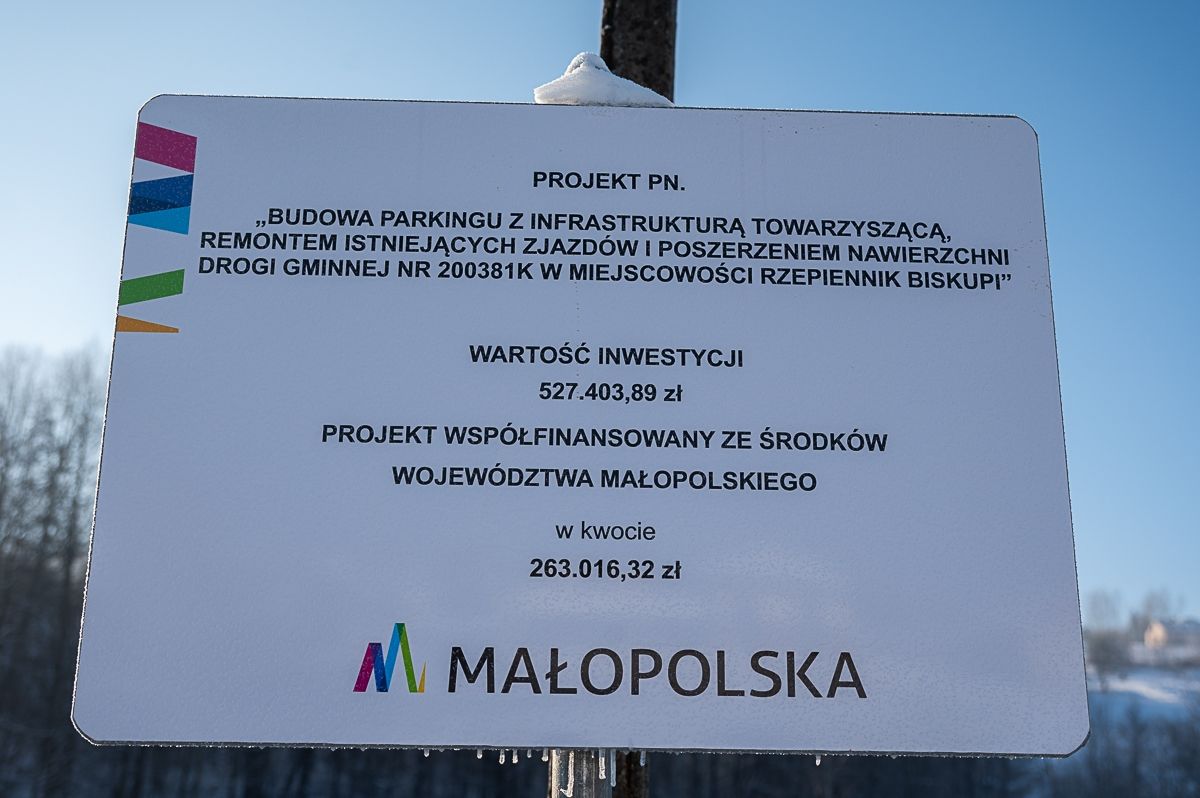 PROJEKT PN.
„BUDOWA PARKINGU Z INFRASTRUKTURĄ TOWARZYSZĄCĄ,
REMONTEM ISTNIEJĄCYCH ZJAZDÓW I POSZERZENIEM NAWIERZCHNI
DROGI GMINNEJ NR 200381K W MIEJSCOWOŚCI RZEPIENNIK BISKUPI”
WARTOŚĆ INWESTYCJI
527.403,89 zł
PROJEKT WSPÓŁFINANSOWANY ZE ŚRODKÓW
WOJEWÓDZTWA MAŁOPOLSKIEGO
w kwocie
263.016,32 zł
MAŁOPOLSKA